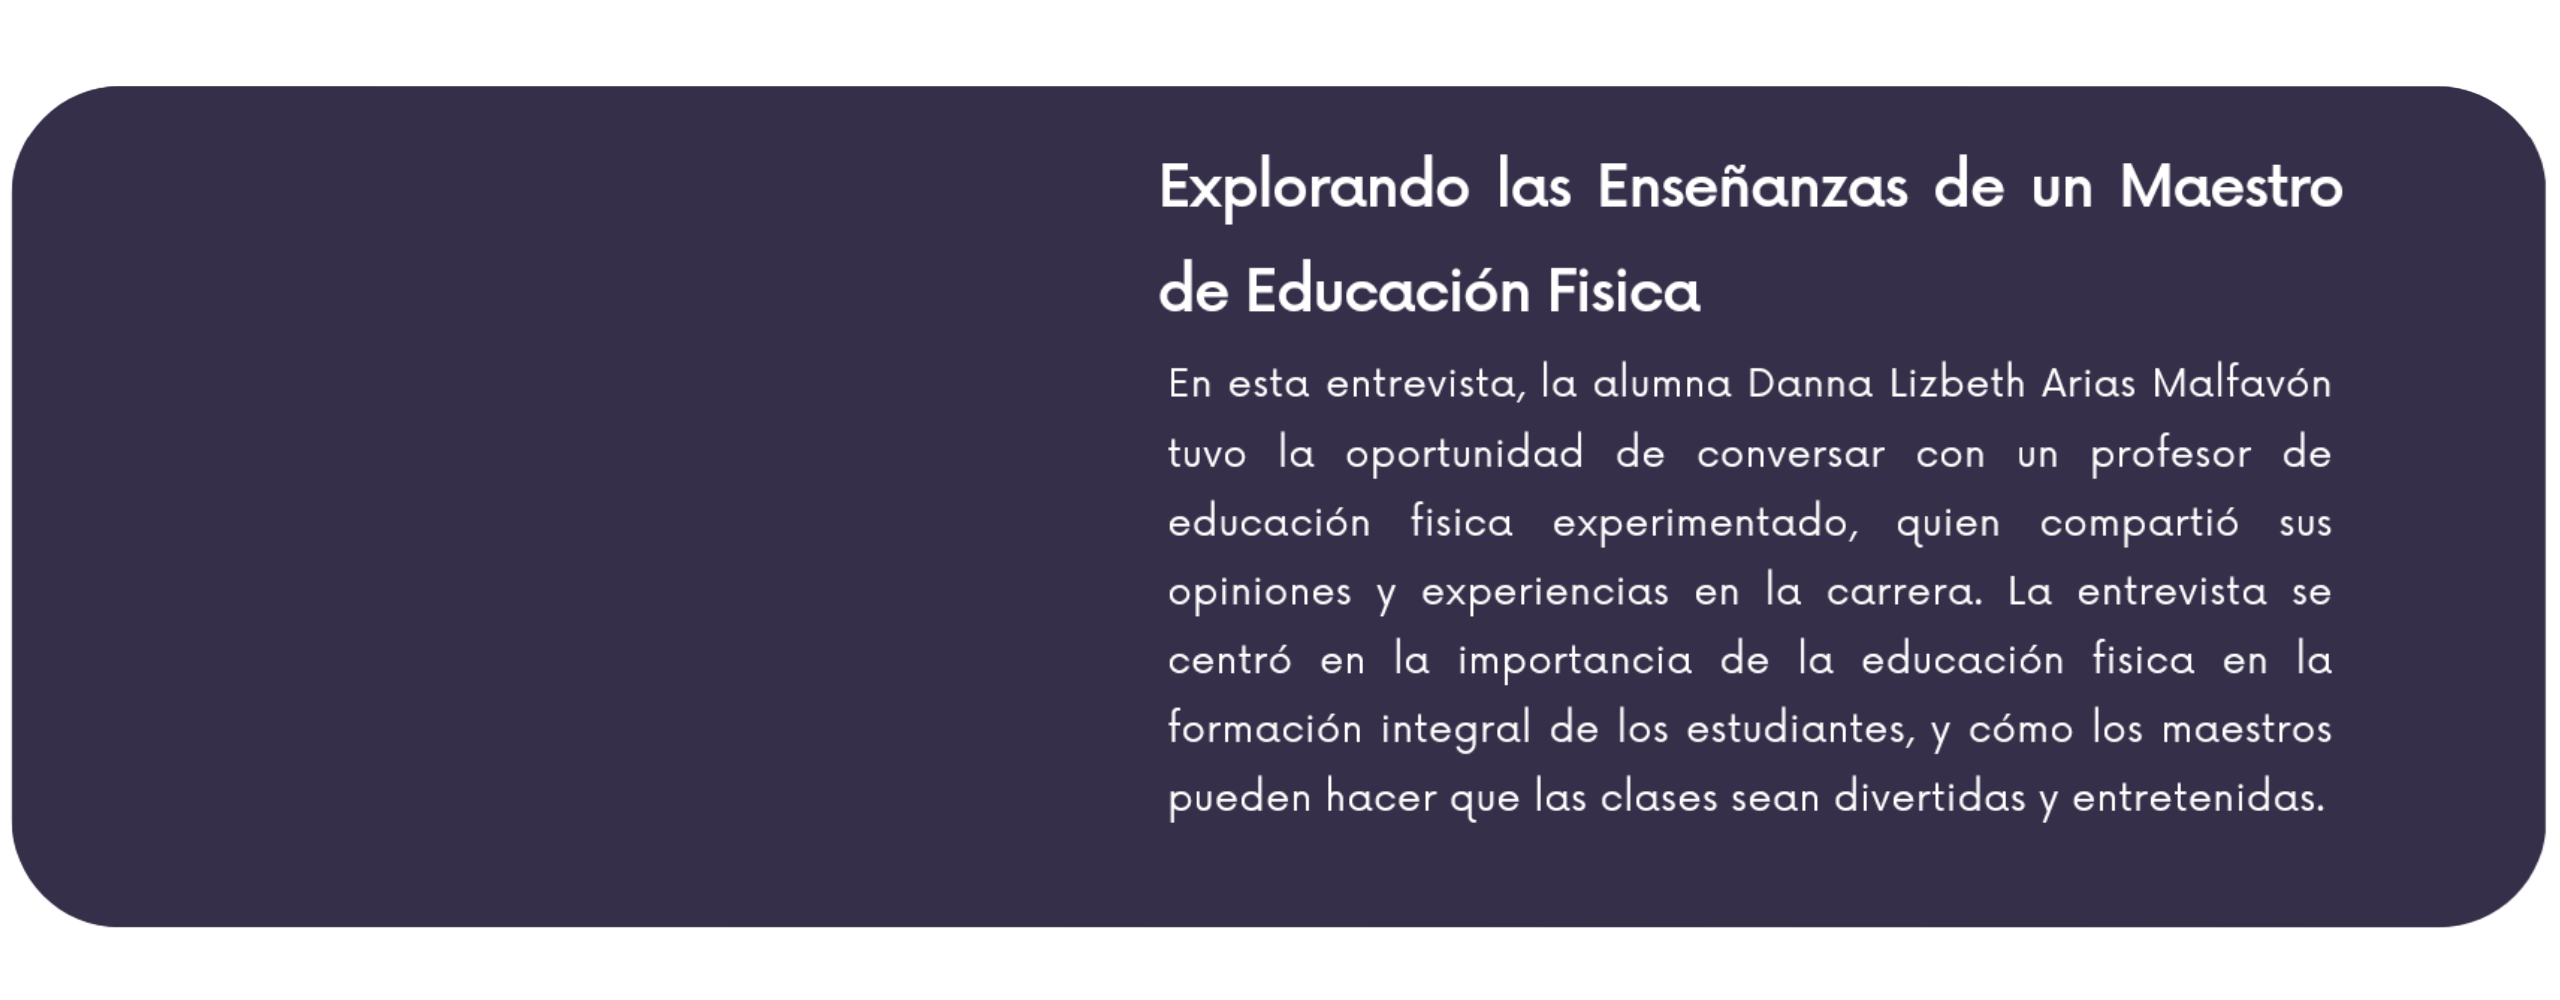 Explorando las Enseñanzas de un Maestro
de Educación Fisica
En esta entrevista, la alumna Danna Lizbeth Arias Malfavón
tuvo la oportunidad de conversar con un profesor de
educación fisica experimentado, quien compartió sus
opiniones y experiencias en la carrera. La entrevista se
centró en la importancia de la educación fisica en la
formación integral de los estudiantes, y cómo los maestros
pueden hacer que las clases sean divertidas y entretenidas.